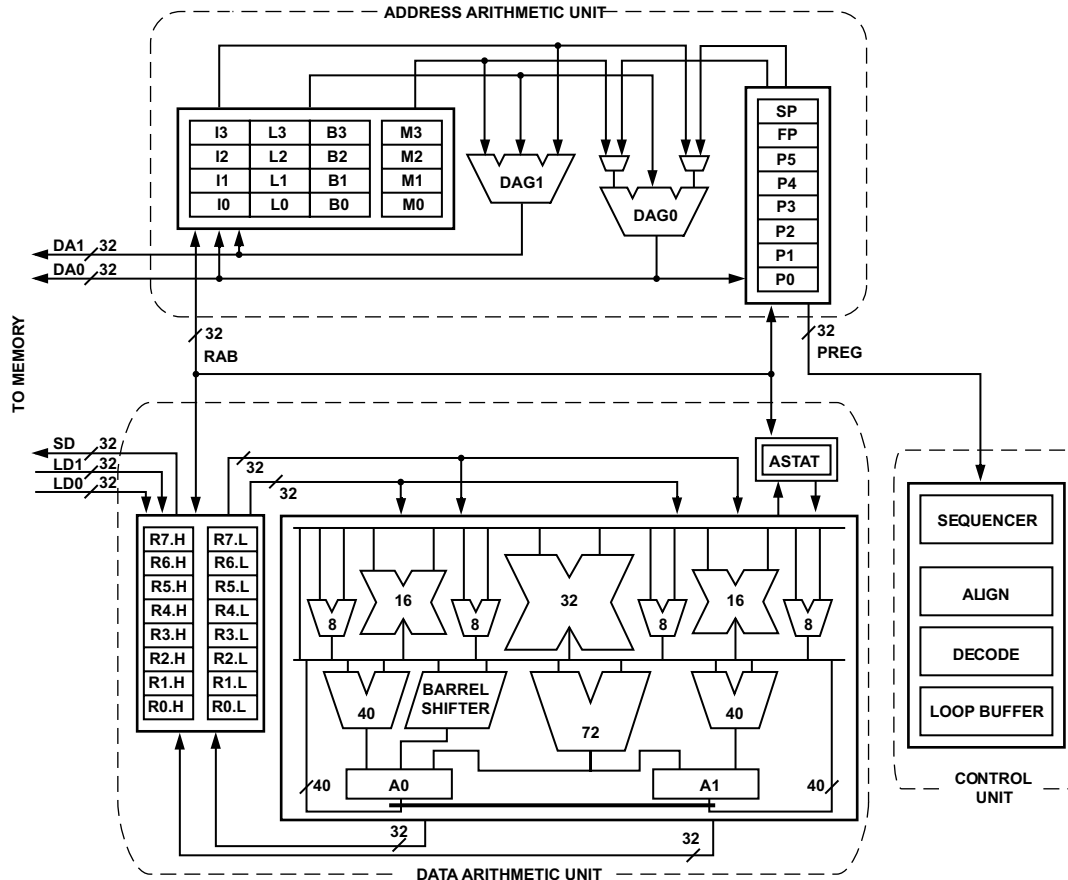 ADDRESS ARITHMETIC UNIT
I3 L3 B3 M3
I2 L2 B2 M2
I1 L1 B1 M1
I0 L0 B0 M0
DAG1
DAG0
SP
FP
P5
P4
P3
P2
P1
P0
DA1 32
DA0 32
TO MEMORY
32
RAB
32
PREG
SD 32
LD1 32
LD0 32
32
32
ASTAT
R7.H R7.L
R6.H R6.L
R5.H R5.L
R4.H R4.L
R3.H R3.L
R2.H R2.L
R1.H R1.L
R0.H R0.L
16 32 16
8 8 8 8
40
BARREL
SHIFTER
72
40
40 A0 A1 40
32
32
DATA ARITHMETIC UNIT
SEQUENCER
ALIGN
DECODE
LOOP BUFFER
CONTROL
UNIT